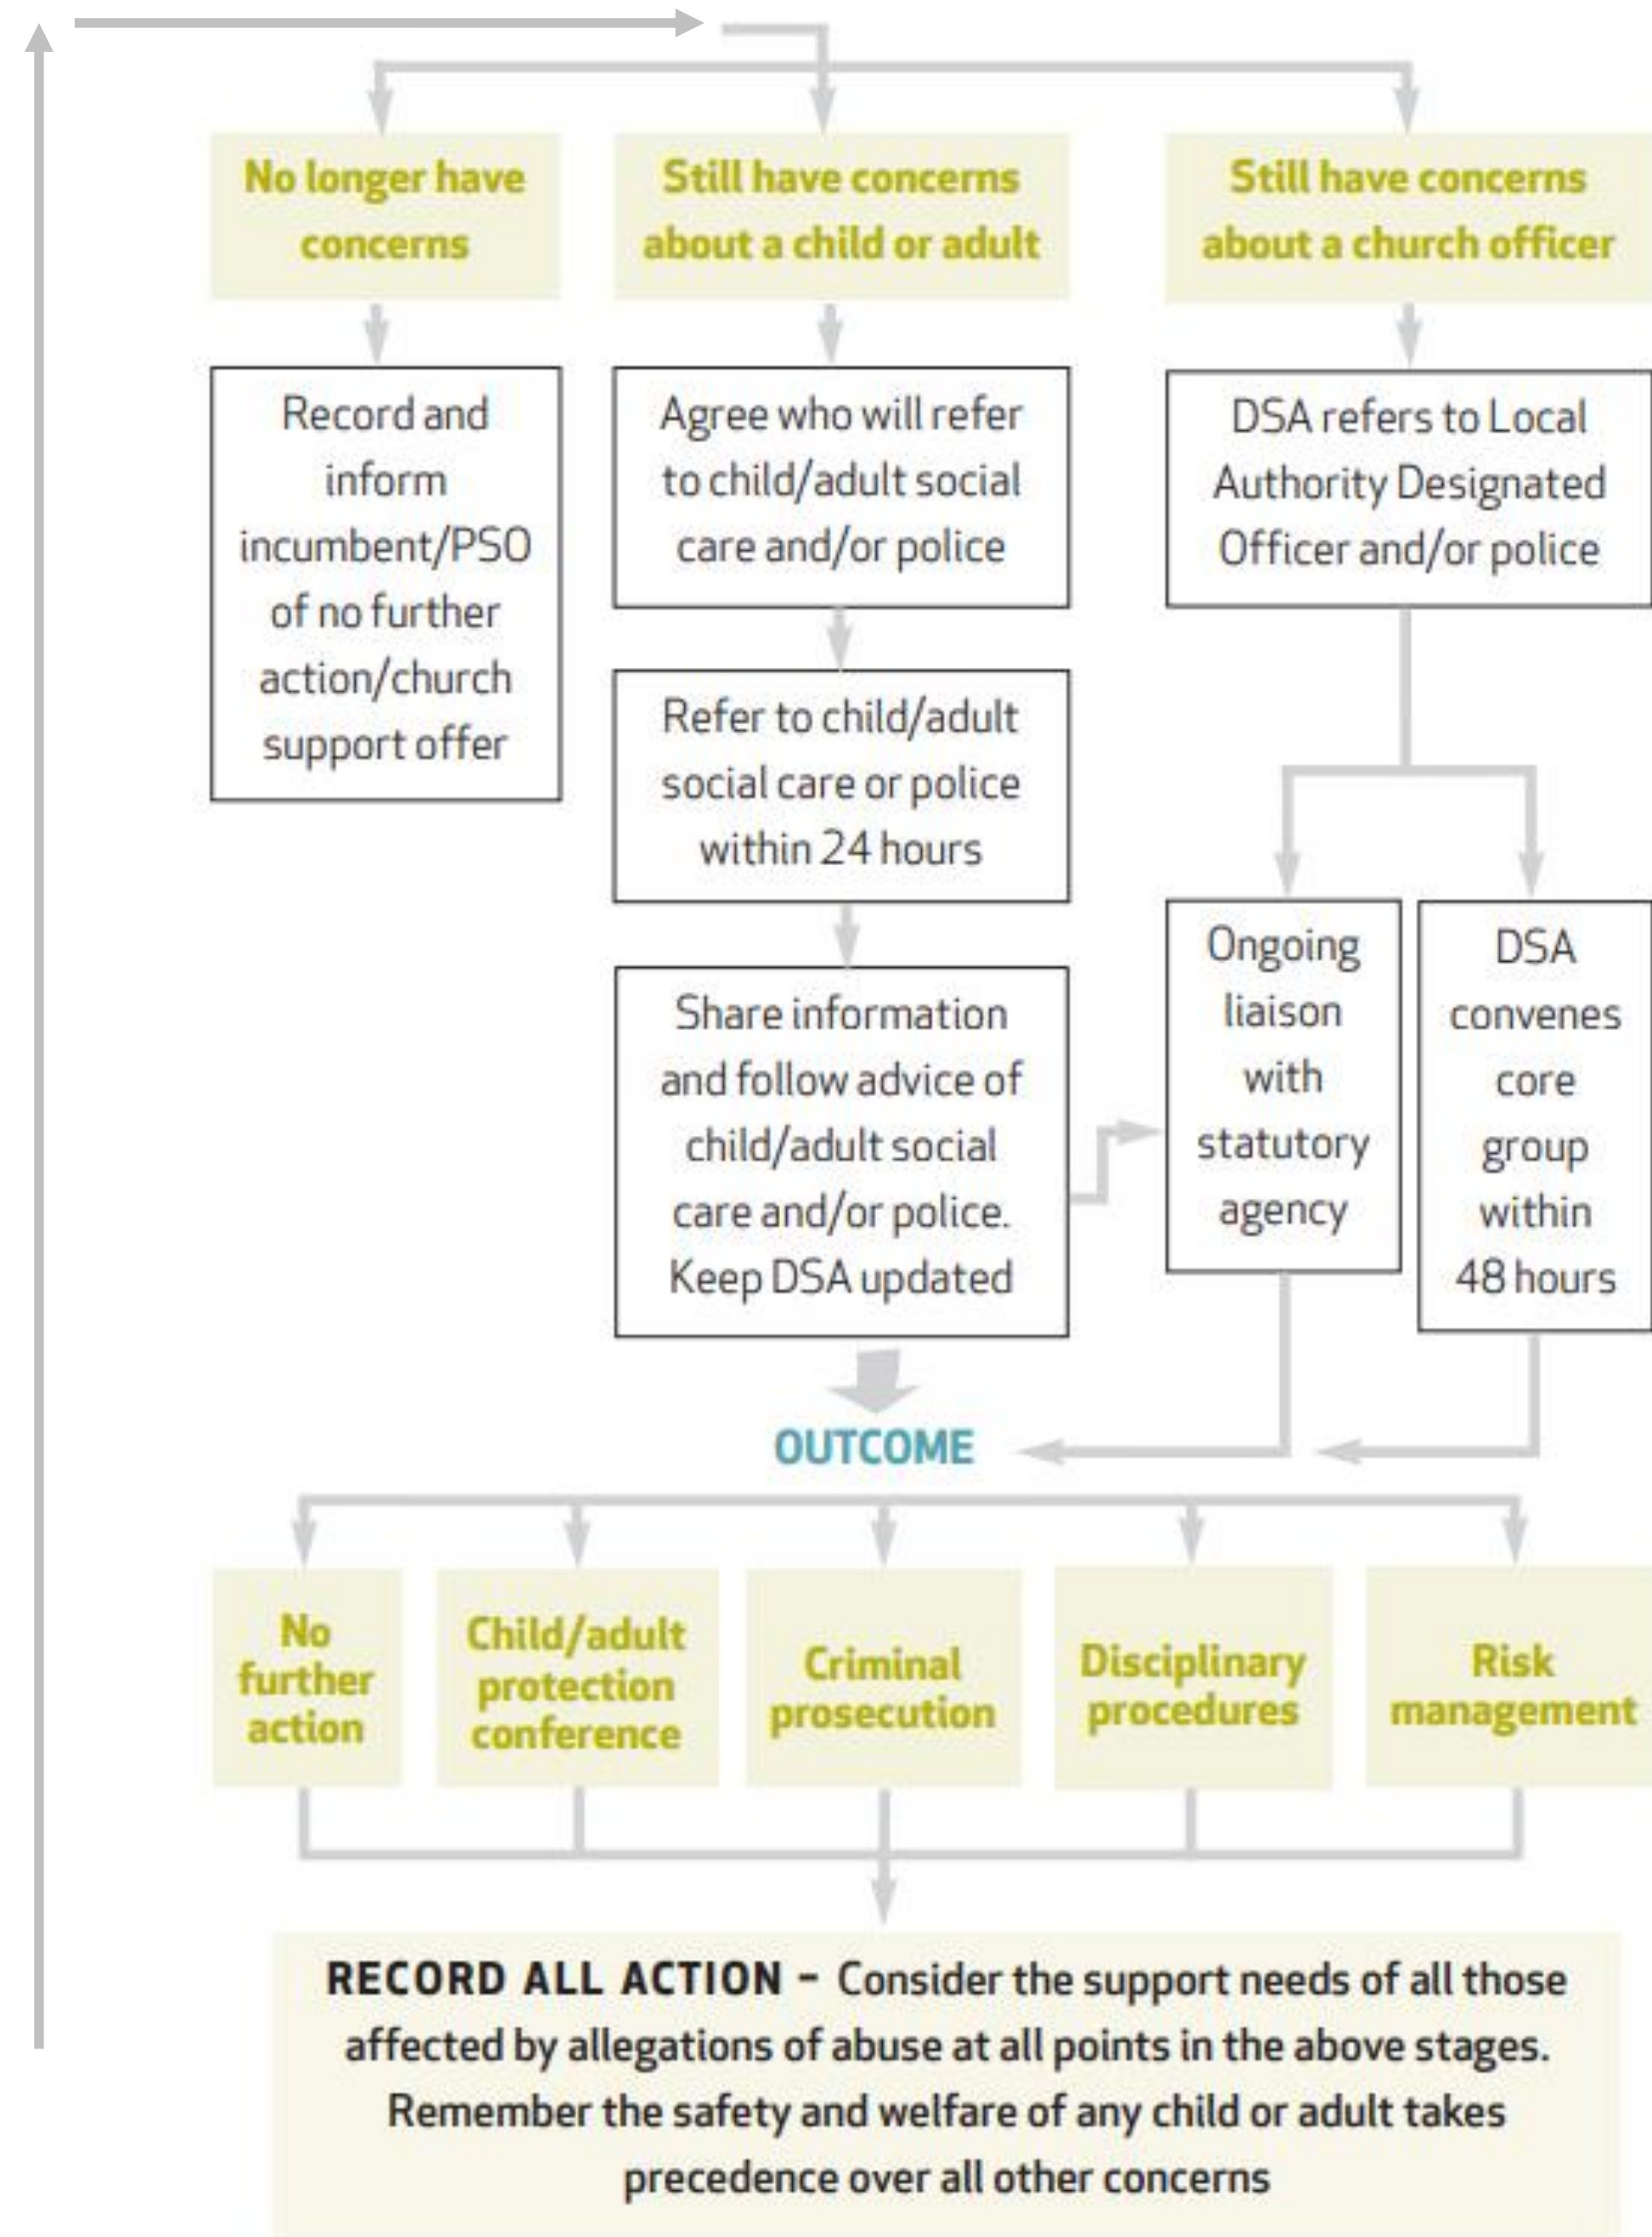 No longer have
concerns
Still have concerns
about a child or adult
Still have concerns
about a church officer
Record and
inform
incumbent/PSO
of no further
action/church
support offer
Agree who will refer
to child/adult social
care and/or police
DSA refers to Local
Authority Designated
Officer and/or police
Refer to child/adult
social care or police
within 24 hours
Share information
and follow advice of
child/adult social
care and/or police.
Keep DSA updated
Ongoing
liaison
with
statutory
agency
DSA
convenes
core
group
within
48 hours
OUTCOME
No
further
action
Child/adult
protection
conference
Criminal
prosecution
Disciplinary
procedures
Risk
management
RECORD ALL ACTION – Consider the support needs of all those
affected by allegations of abuse at all points in the above stages.
Remember the safety and welfare of any child or adult takes
precedence over all other concerns